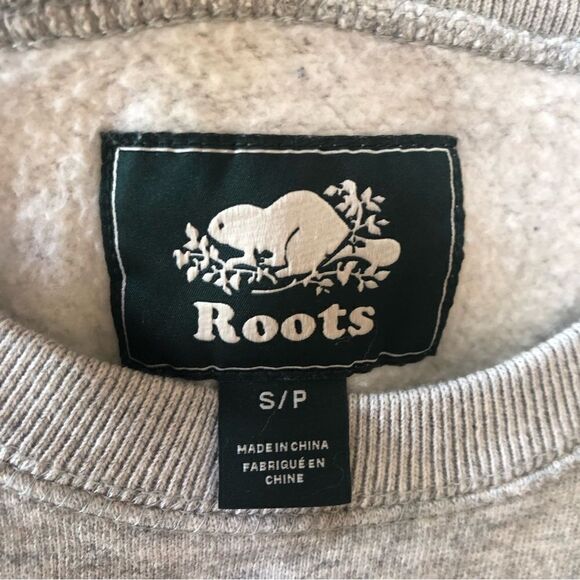 Roots
S/P
MADE IN CHINA
FABRIQUÉ EN
CHINE